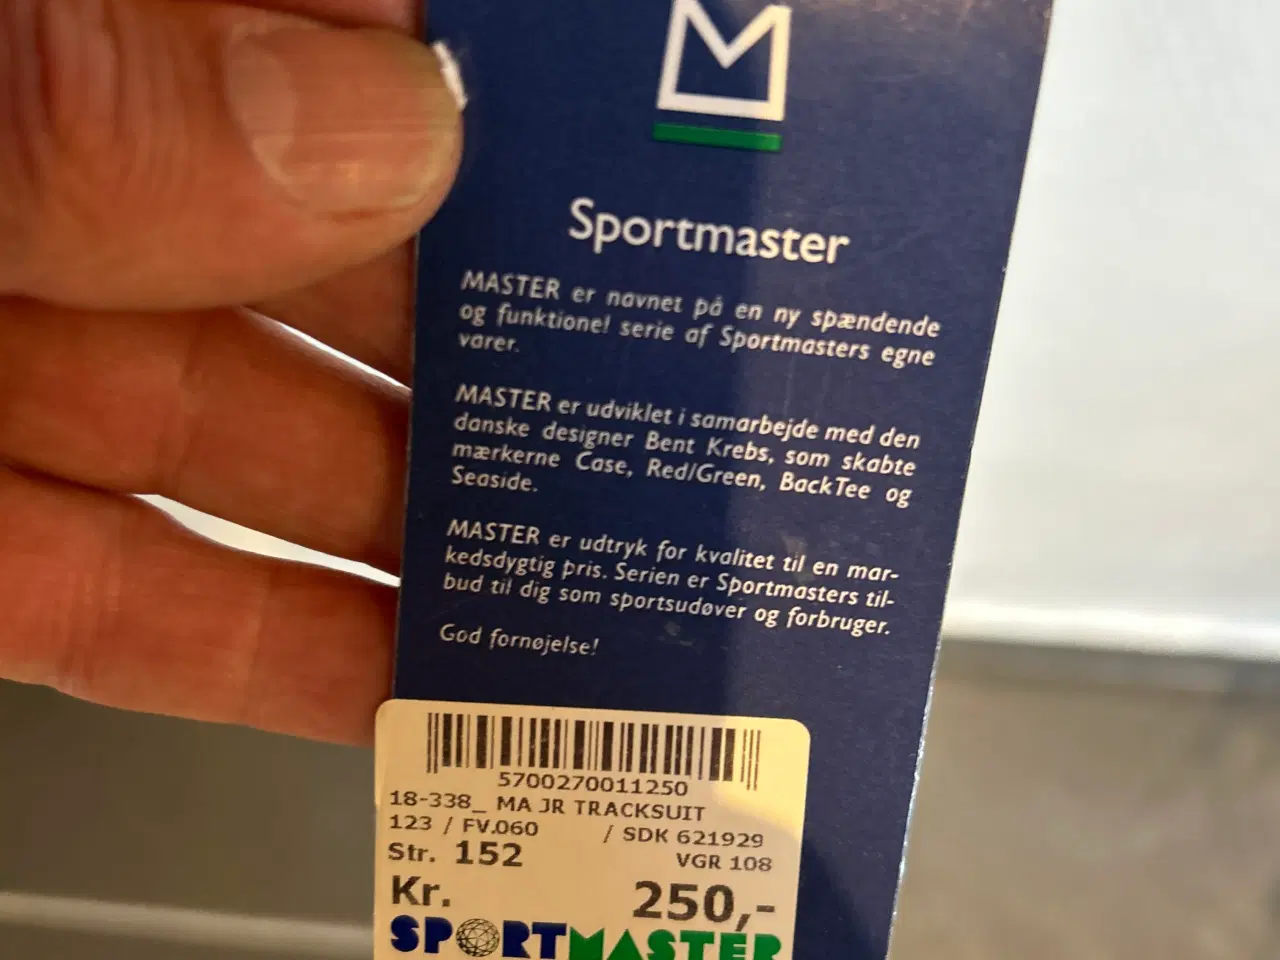 M
Sportmaster
MASTER er navnet på en ny spændende
og funktionel serie af Sportmasters egne
varer.
MASTER er udviklet i samarbejde med den
danske designer Bent Krebs, som skabte
mærkerne Case, Red/Green, BackTee og
Seaside.
MASTER er udtryk for kvalitet til en mar-
kedsdygtig pris. Serien er Sportmasters til-
bud til dig som sportsudøver og forbruger.
God fornøjelse!
5700270011250
18-338_ MA JR TRACKSUIT
123 / FV.060 / SDK 621929
Str. 152 VGR 108
Kr. 250,-
SPORTMASTER